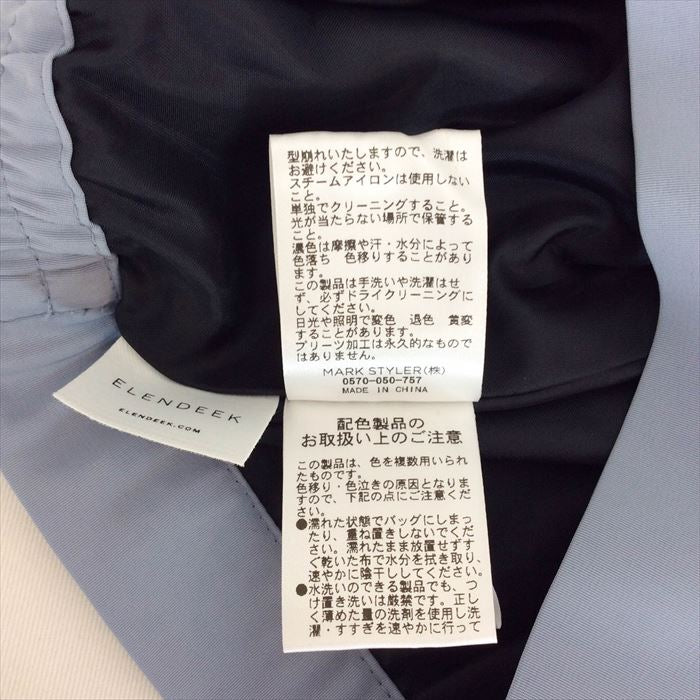 型崩れいたしますので、洗濯は
お避けください。
スチームアイロンは使用しない
こと。
単独でクリーニングすること。
光が当たらない場所で保管する
こと。
濃色は摩擦や汗・水分によって
色落ち　色移りすることがあり
ます。
この製品は手洗いや洗濯はせ
ず、必ずドライクリーニングに
してください。
日光や照明で変色　退色　黄変
することがあります。
プリーツ加工は永久的なもので
はありません。
MARK STYLER(株)
0570-050-757
MADE IN CHINA
ELENDEEK
ELENDEEK.COM
配色製品の
お取扱い上のご注意
この製品は、色を複数用いられ
たものです。
色移り・色泣きの原因となりま
すので、下記の点にご注意くだ
さい。
●濡れた状態でバッグにしまっ
たり、重ね置きしないでくだ
さい。濡れたまま放置せずす
ぐ乾いた布で水分を拭き取り、
速やかに陰干ししてください。
●水洗いのできる製品でも、つ
け置き洗いは厳禁です。正し
く薄めた量の洗剤を使用し洗
濯・すすぎを速やかに行って